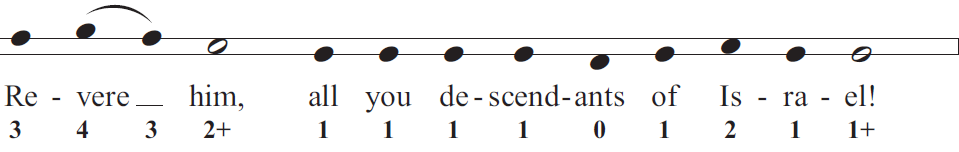 Re - vere __ him, all you de - scend - ants of Is - ra - el!
3 4 3 2+ 1 1 1 1 0 1 2 1 1+